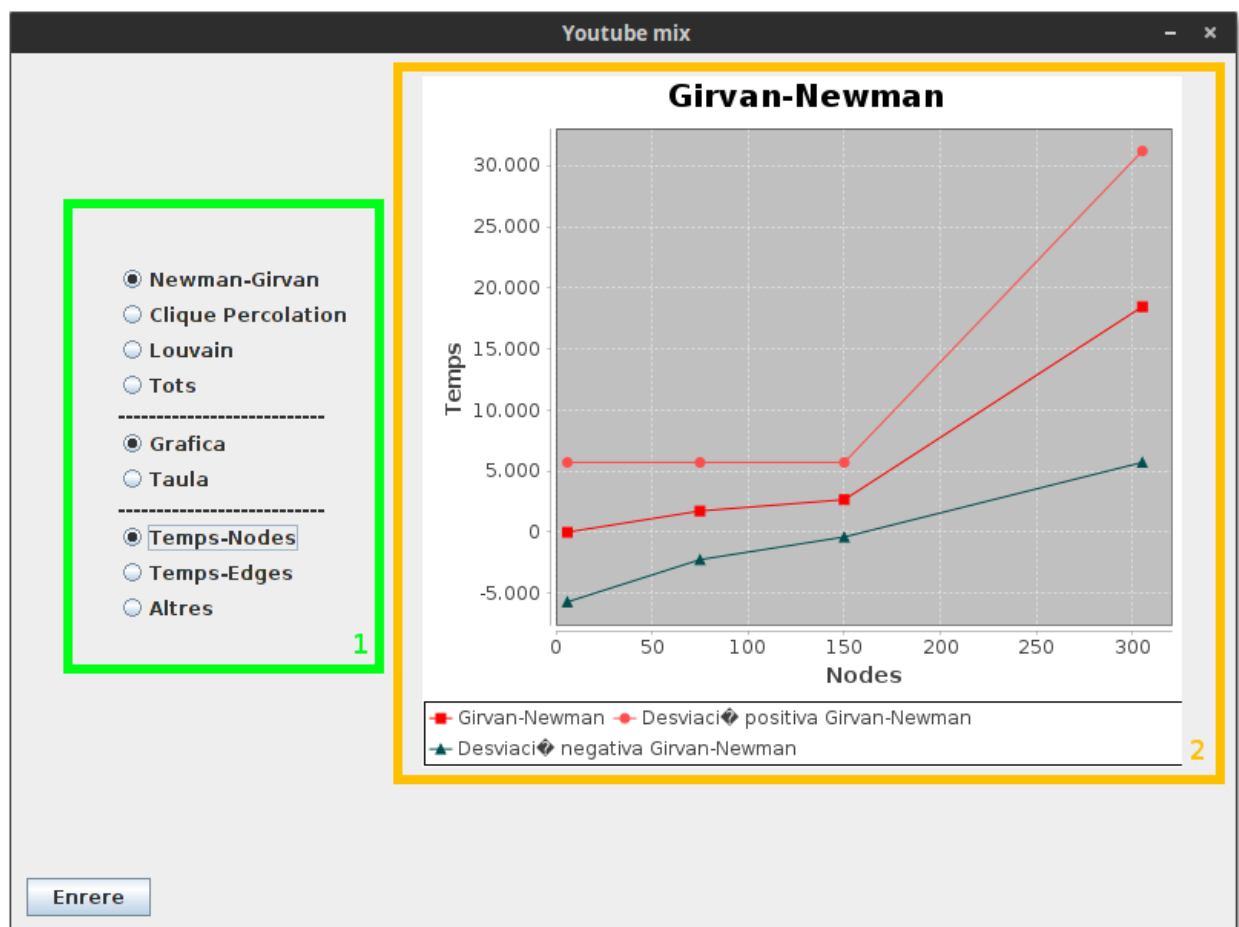 Youtube mix
Newman-Girvan
Clique Percolation
Louvain
Tots
--------------------------
Grafica
Taula
--------------------------
Temps-Nodes
Temps-Edges
Altres
1
Girvan-Newman
30.000
25.000
20.000
15.000
10.000
5.000
0
-5.000
Temps
0 50 100 150 200 250 300
Nodes
Girvan-Newman Desviaci� positiva Girvan-Newman
Desviaci� negativa Girvan-Newman
2
Enrere